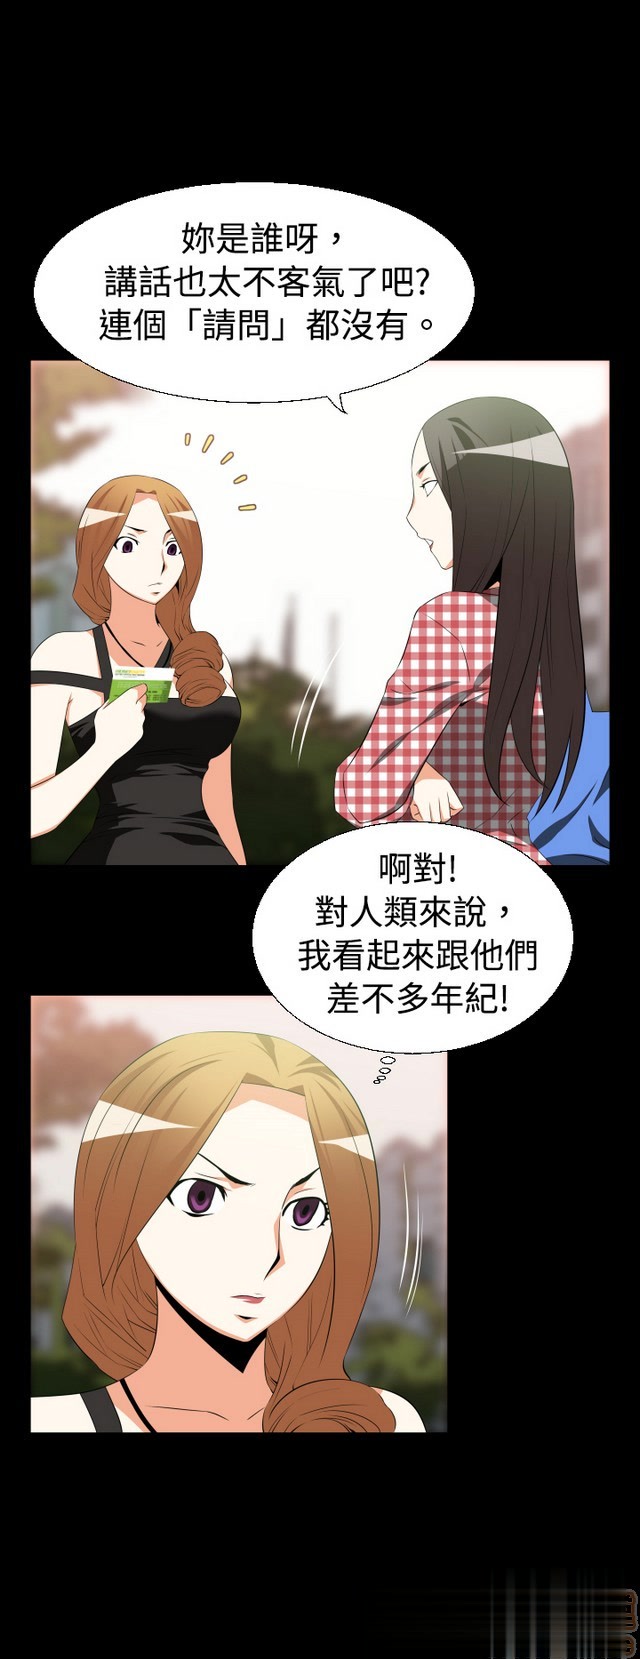 妳是誰呀，
講話也太不客氣了吧?
連個「請問」都沒有。
啊對!
對人類來說，
我看起來跟他們
差不多年紀!